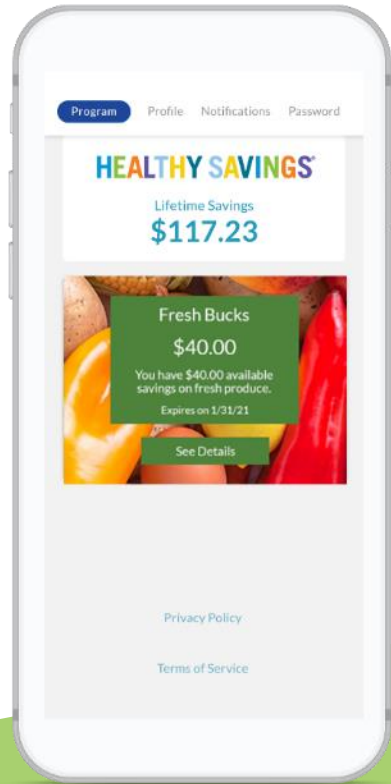 Program Profile Notifications Password
HEALTHY SAVINGS®
Lifetime Savings
$117.23
Fresh Bucks
$40.00
You have $40.00 available
savings on fresh produce.
Expires on 1/31/21
See Details
Privacy Policy
Terms of Service